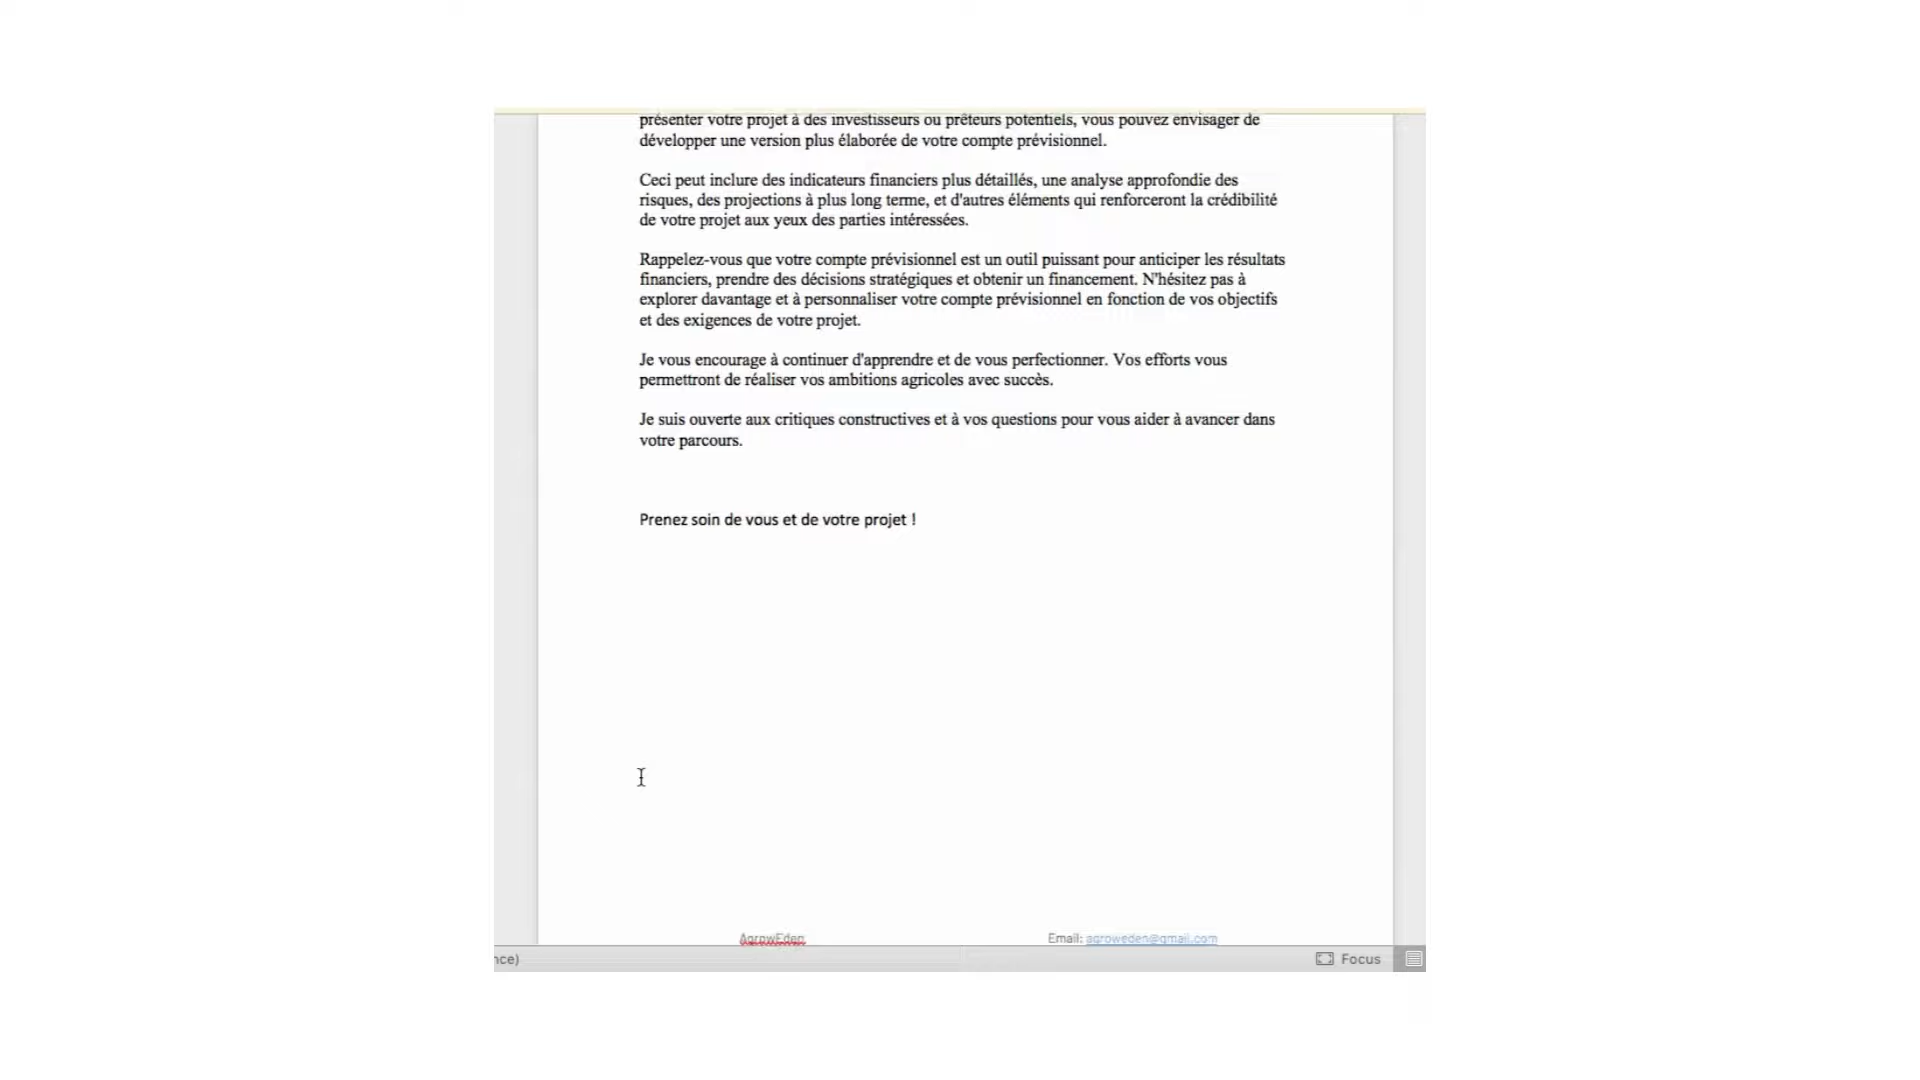 présenter votre projet à des investisseurs ou prêteurs potentiels, vous pouvez envisager de
développer une version plus élaborée de votre compte prévisionnel.
Ceci peut inclure des indicateurs financiers plus détaillés, une analyse approfondie des
risques, des projections à plus long terme, et d'autres éléments qui renforceront la crédibilité
de votre projet aux yeux des parties intéressées.
Rappelez-vous que votre compte prévisionnel est un outil puissant pour anticiper les résultats
financiers, prendre des décisions stratégiques et obtenir un financement. N'hésitez pas à
explorer davantage et à personnaliser votre compte prévisionnel en fonction de vos objectifs
et des exigences de votre projet.
Je vous encourage à continuer d'apprendre et de vous perfectionner. Vos efforts vous
permettront de réaliser vos ambitions agricoles avec succès.
Je suis ouverte aux critiques constructives et à vos questions pour vous aider à avancer dans
votre parcours.
Prenez soin de vous et de votre projet !
AgrowEden Email: agroweden@gmail.com
nce) Focus